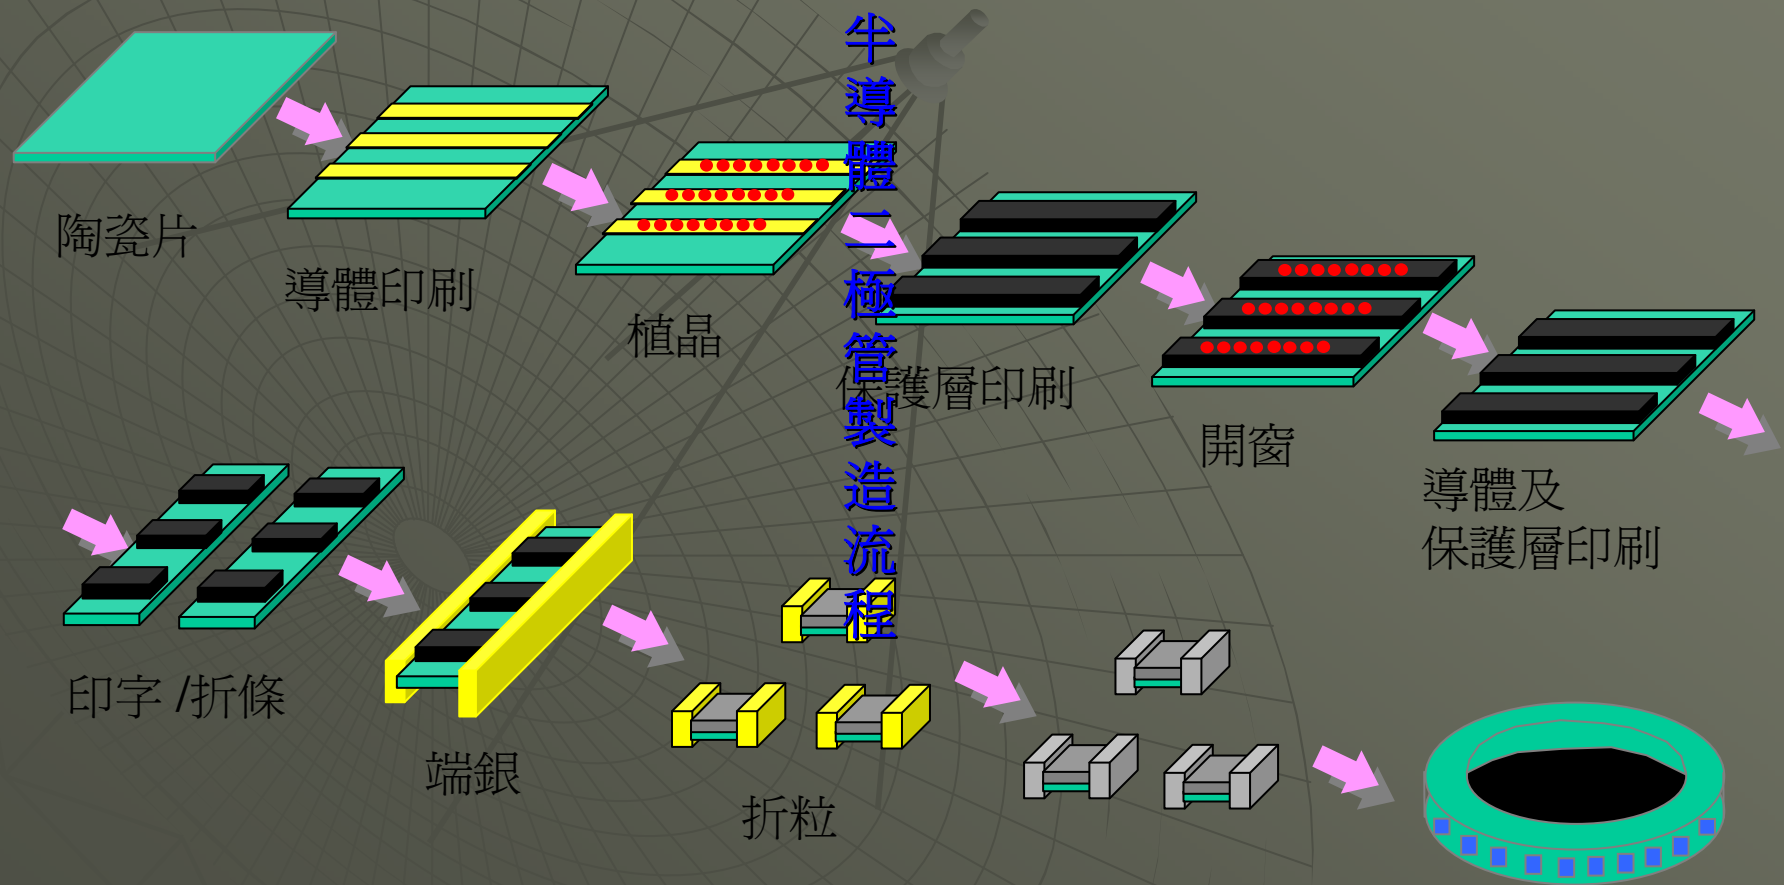 半導體二極管製造流程
陶瓷片
導體印刷
植晶
保護層印刷
開窗
導體及
保護層印刷
印字 /折條
端銀
折粒